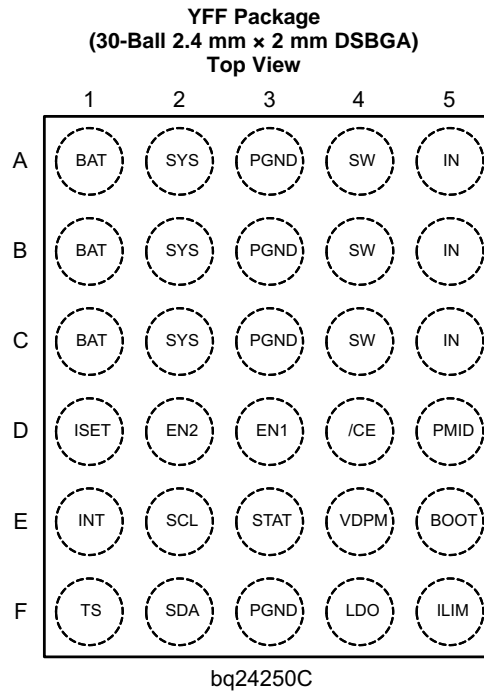 YFF Package
(30-Ball 2.4 mm × 2 mm DSBGA)
Top View
1 2 3 4 5
A BAT SYS PGND SW IN
B BAT SYS PGND SW IN
C BAT SYS PGND SW IN
D ISET EN2 EN1 /CE PMID
E INT SCL STAT VDPM BOOT
F TS SDA PGND LDO ILIM
bq24250C